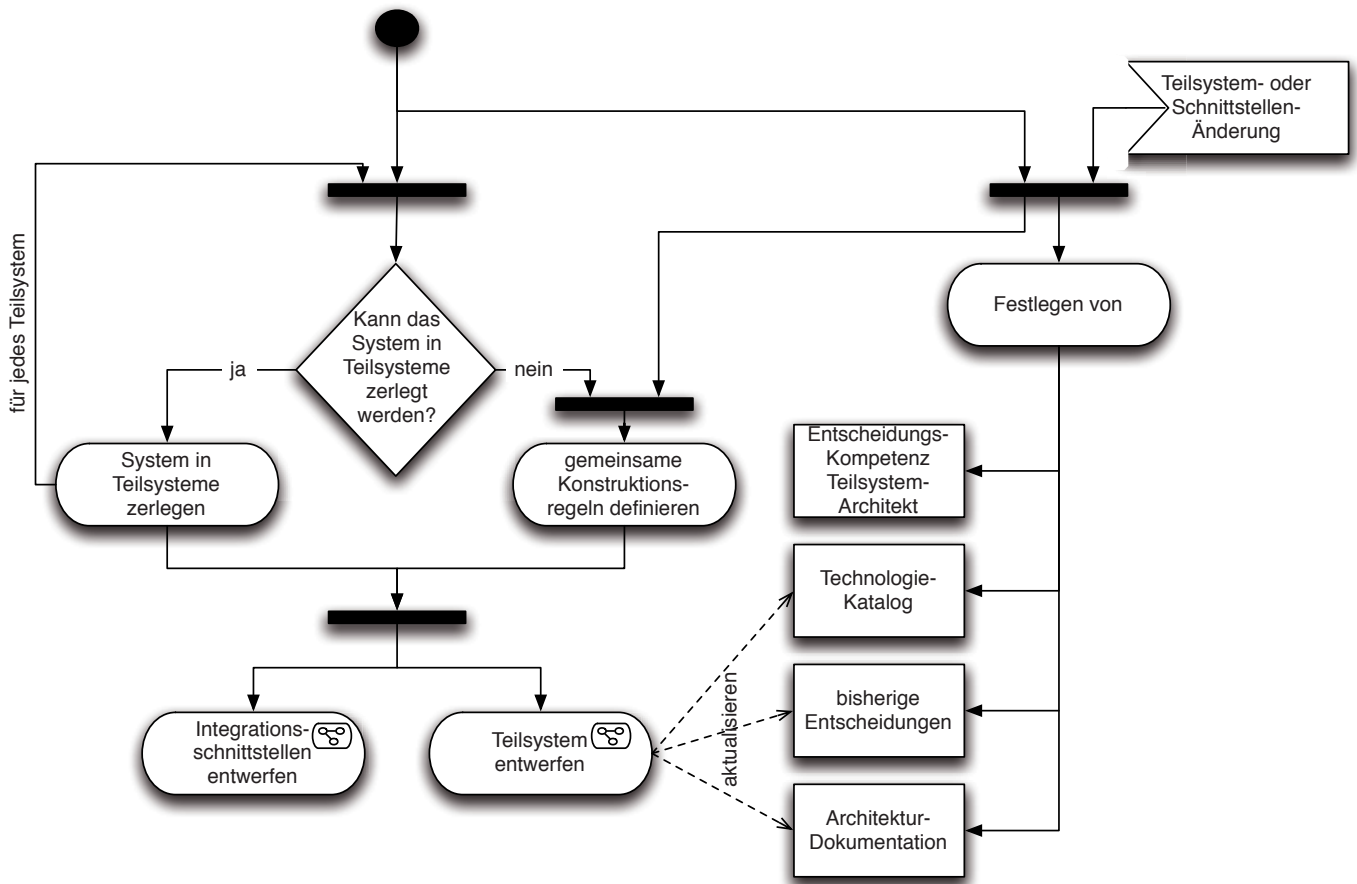 Teilsystem- oder
Schnittstellen-
Änderung
für jedes Teilsystem
Kann das
System in
Teilsysteme
zerlegt
werden?
ja
nein
Festlegen von
System in
Teilsysteme
zerlegen
gemeinsame
Konstruktions-
regeln definieren
Entscheidungs-
Kompetenz
Teilsystem-
Architekt
Technologie-
Katalog
bisherige
Entscheidungen
Architektur-
Dokumentation
aktualisieren
Integrations-
schnittstellen
entwerfen
Teilsystem
entwerfen